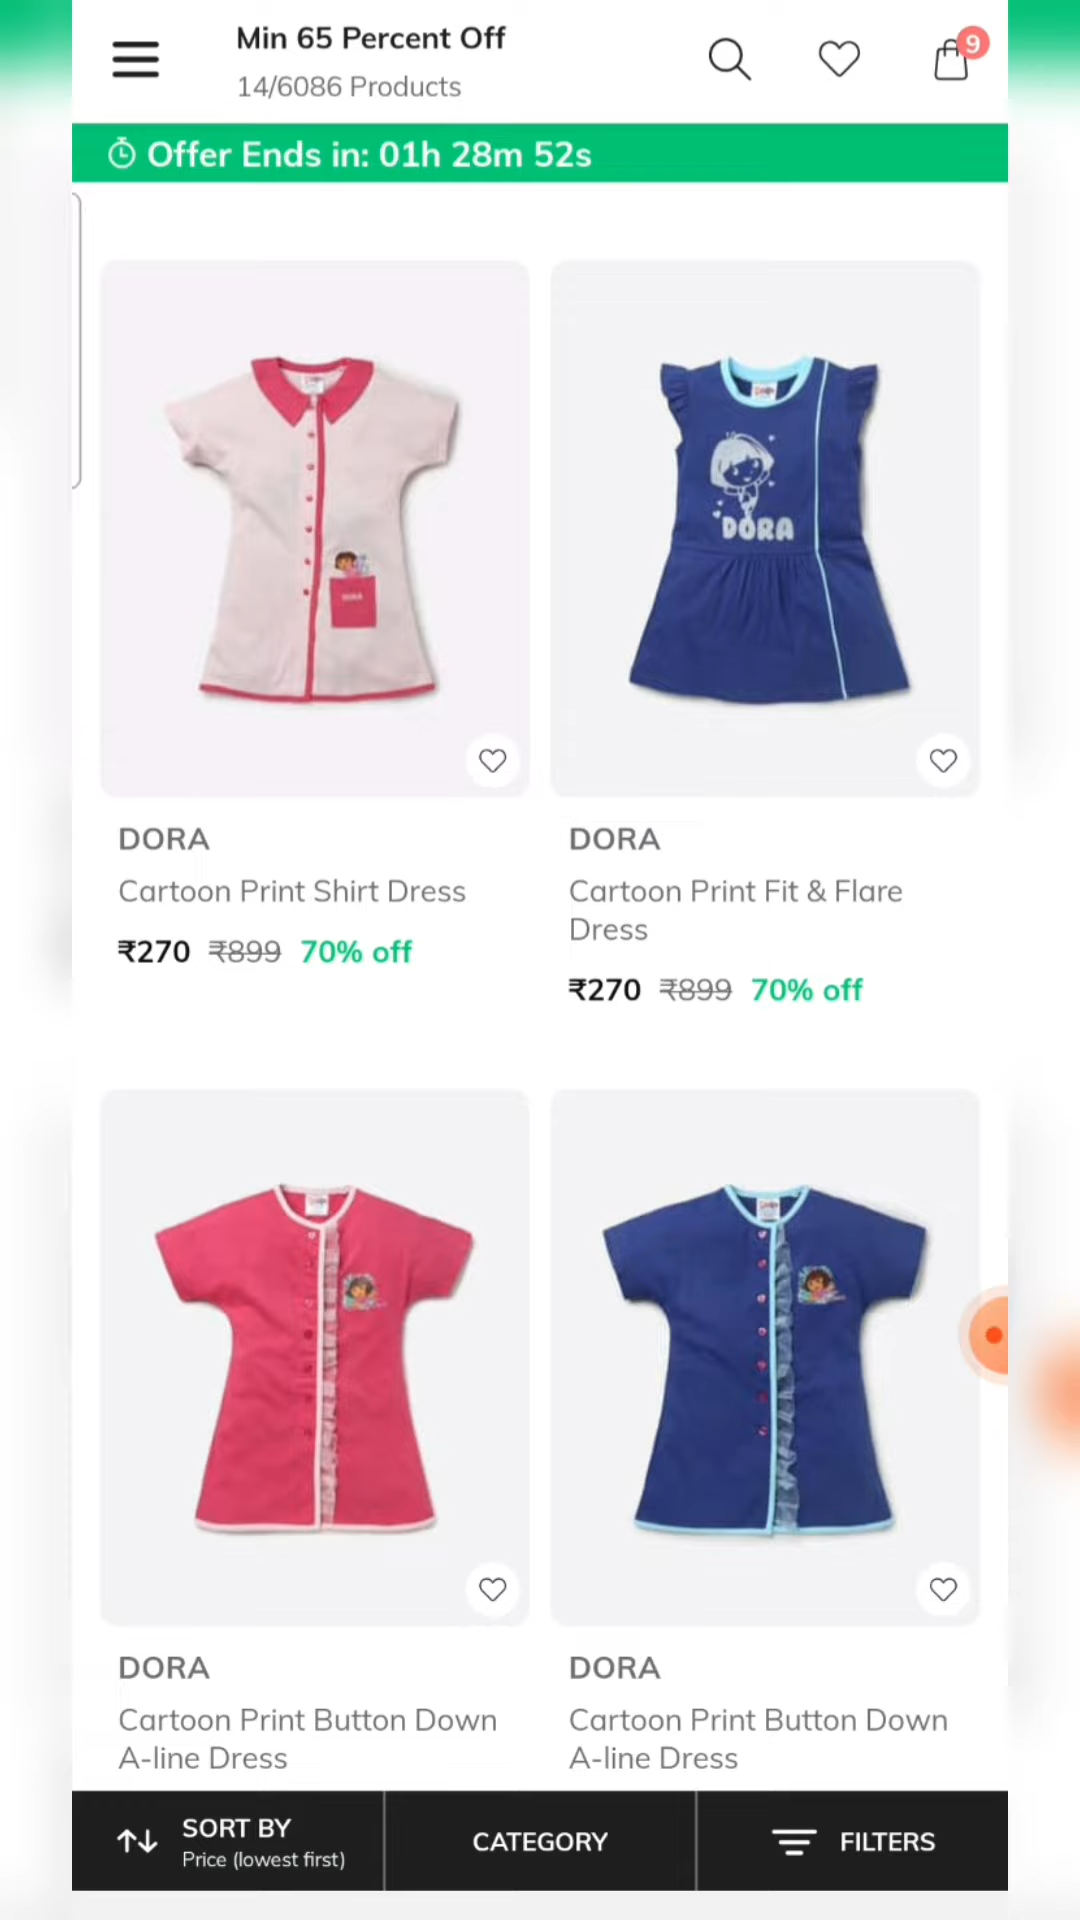 Min 65 Percent Off
14/6086 Products
9
Offer Ends in: 01h 28m 52s
DORA
DORA
Cartoon Print Shirt Dress
₹270 ₹899 70% off
DORA
Cartoon Print Fit & Flare
Dress
₹270 ₹899 70% off
DORA
Cartoon Print Button Down
A-line Dress
DORA
Cartoon Print Button Down
A-line Dress
SORT BY
Price (lowest first)
CATEGORY
FILTERS